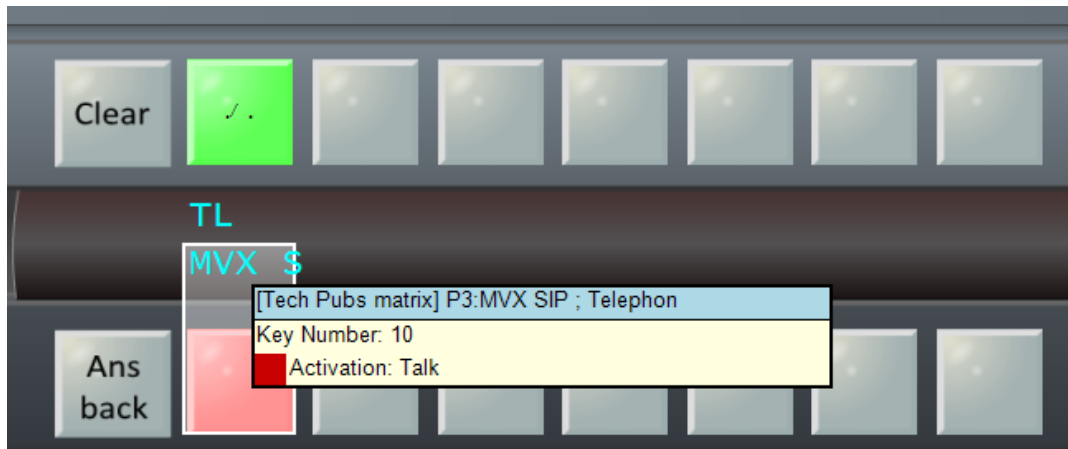 Clear
✓ .
TL
MVX S
[Tech Pubs matrix] P3:MVX SIP ; Telephon
Key Number: 10
Activation: Talk
Ans
back